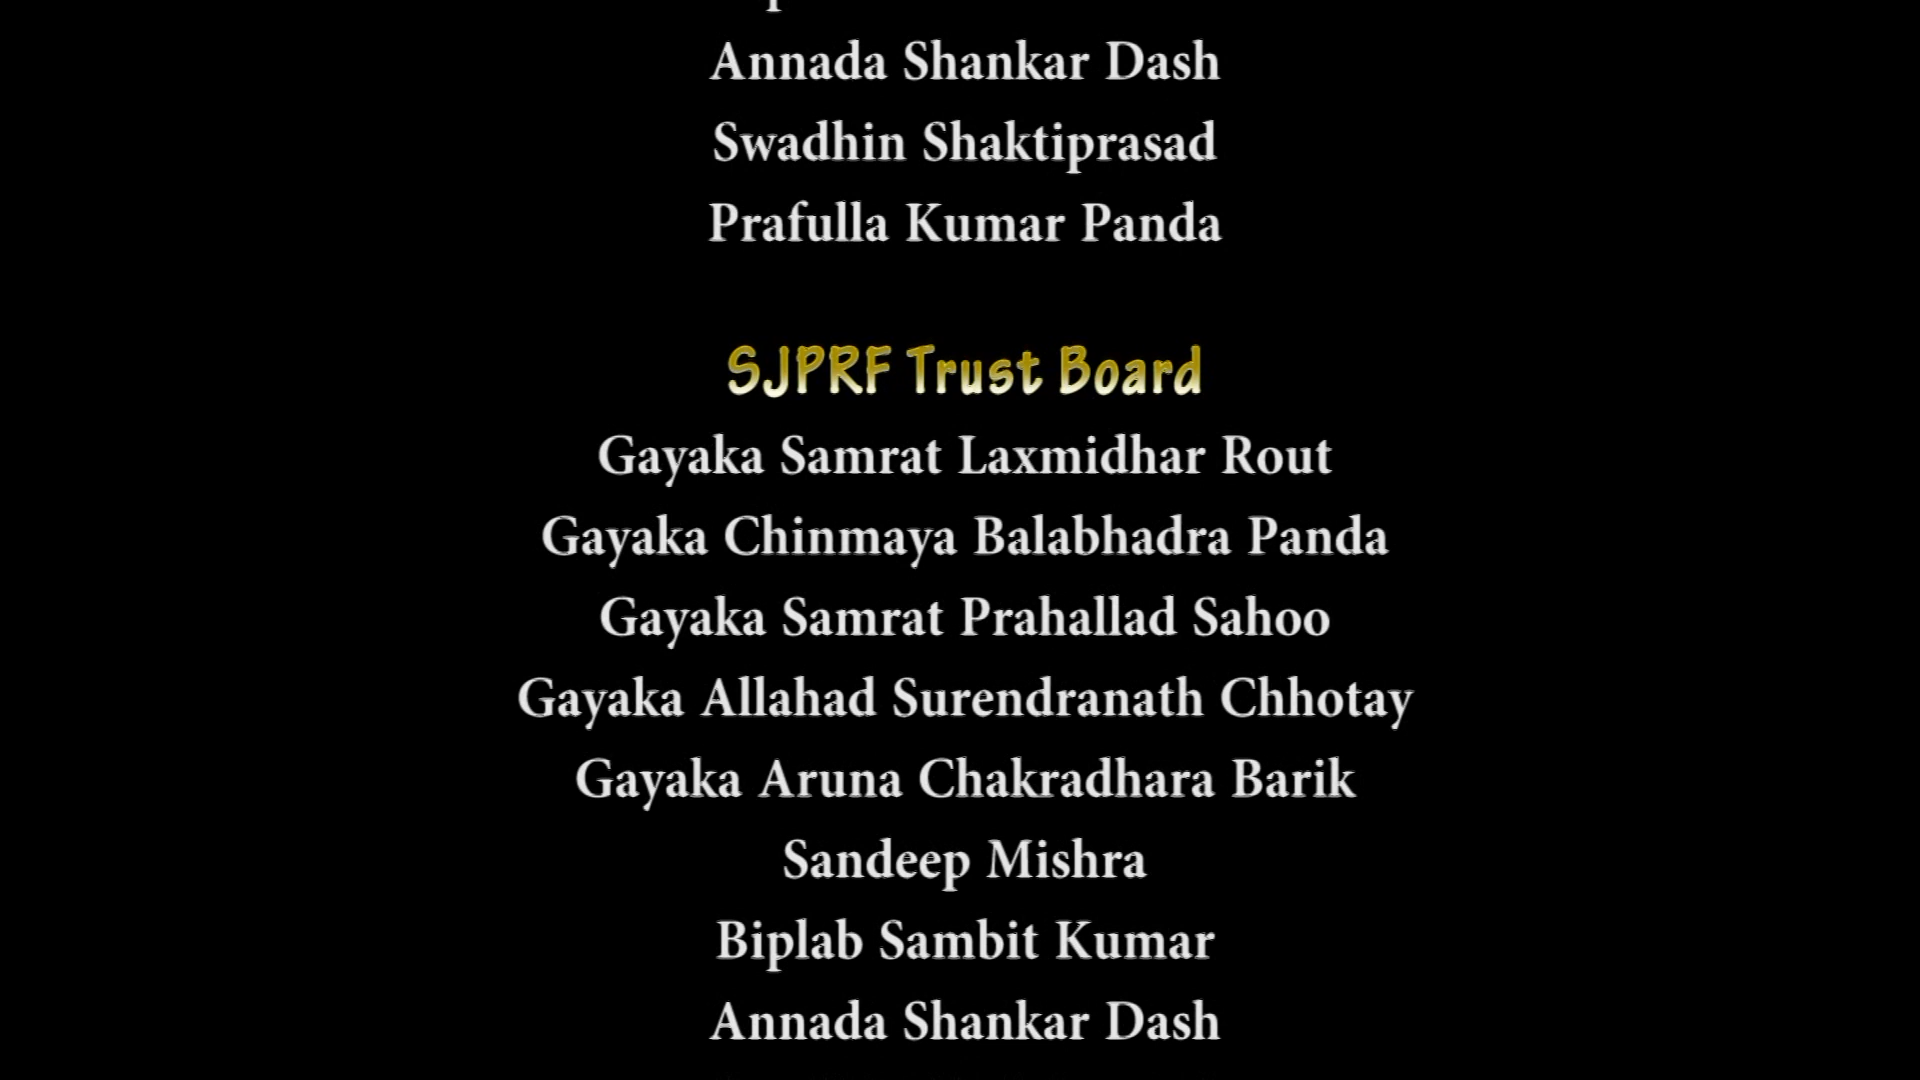 Annada Shankar Dash
Swadhin Shaktiprasad
Prafulla Kumar Panda
SJPRF Trust Board
Gayaka Samrat Laxmidhar Rout
Gayaka Chinmaya Balabhadra Panda
Gayaka Samrat Prahallad Sahoo
Gayaka Allahad Surendranath Chhotay
Gayaka Aruna Chakradhara Barik
Sandeep Mishra
Biplab Sambit Kumar
Annada Shankar Dash